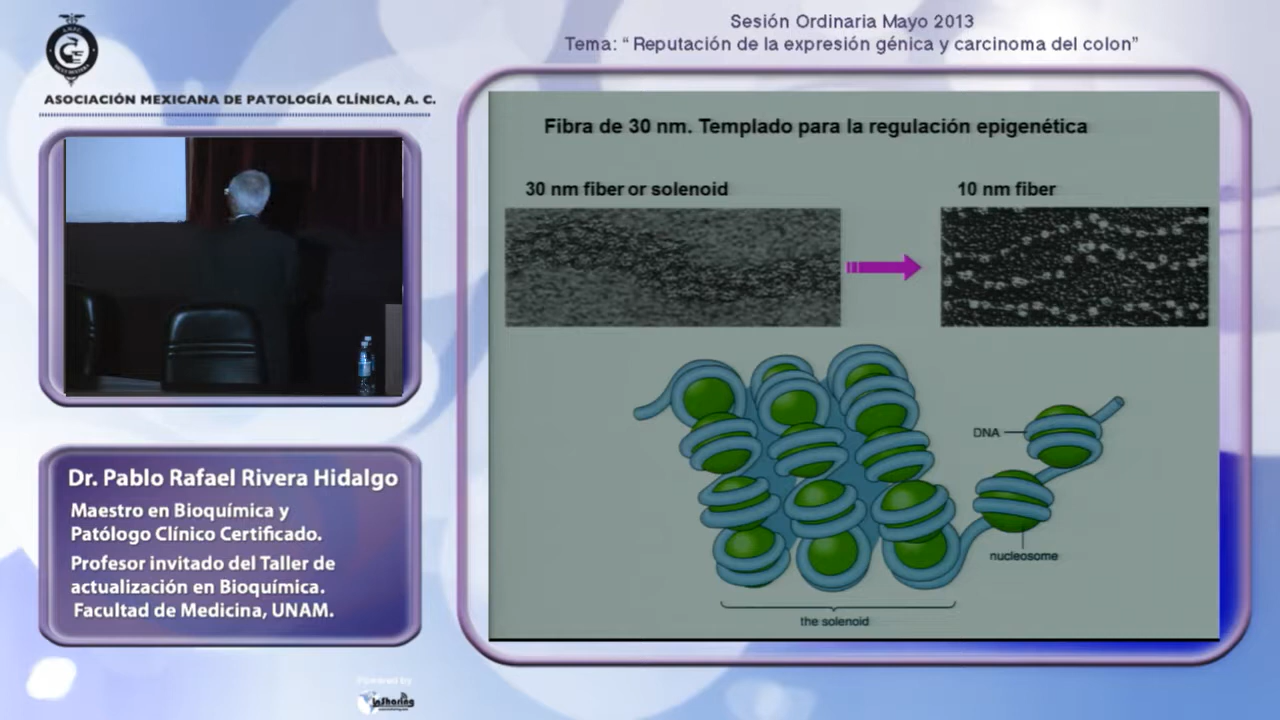 Sesión Ordinaria Mayo 2013
Tema: “ Reputación de la expresión génica y carcinoma del colon”
ASOCIACIÓN MEXICANA DE PATOLOGÍA CLÍNICA, A. C.
Fibra de 30 nm. Templado para la regulación epigenética
30 nm fiber or solenoid
10 nm fiber
DNA
nucleosome
the solenoid
Dr. Pablo Rafael Rivera Hidalgo
Maestro en Bioquímica y
Patólogo Clínico Certificado.
Profesor invitado del Taller de
actualización en Bioquímica.
Facultad de Medicina, UNAM.
Powered by
InSharing